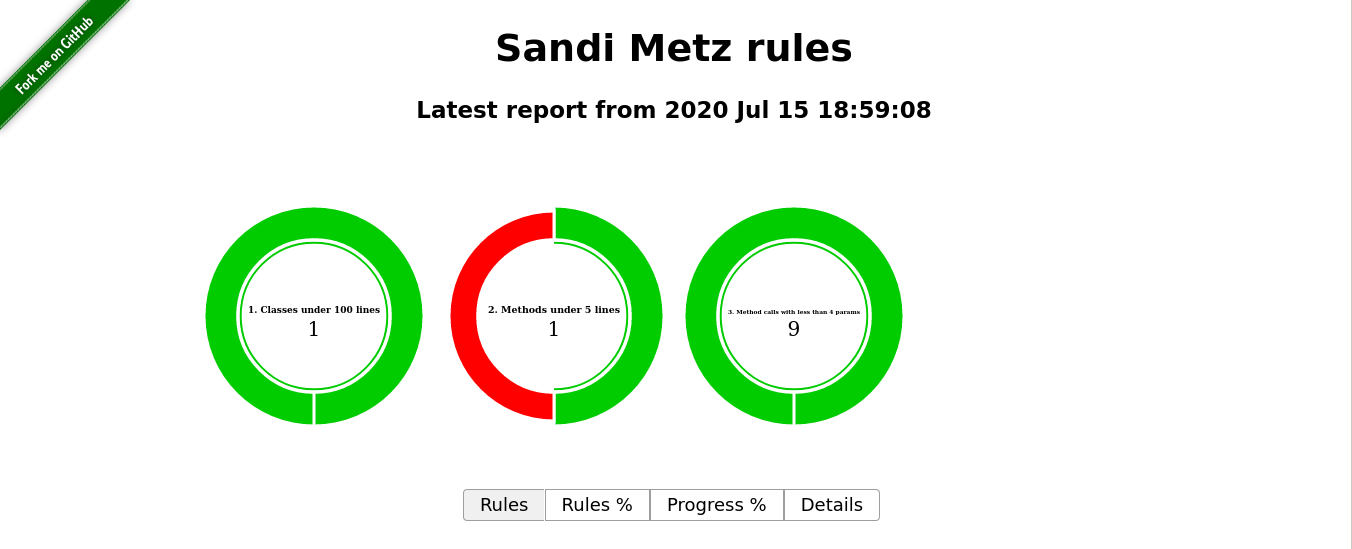 Fork me on GitHub
Sandi Metz rules
Latest report from 2020 Jul 15 18:59:08
1. Classes under 100 lines
1
2. Methods under 5 lines
1
3. Method calls with less than 4 params
9
Rules
Rules %
Progress %
Details